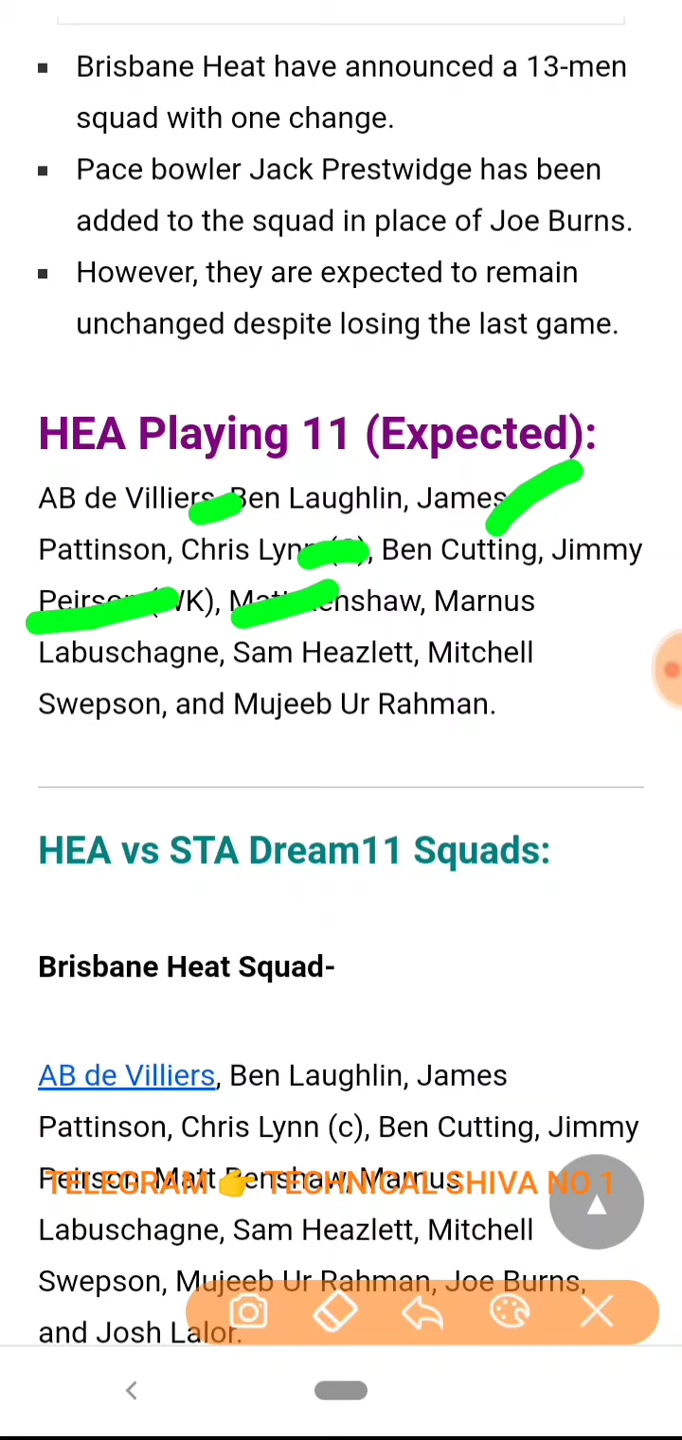 Brisbane Heat have announced a 13-men
squad with one change.
Pace bowler Jack Prestwidge has been
added to the squad in place of Joe Burns.
However, they are expected to remain
unchanged despite losing the last game.
HEA Playing 11 (Expected):
AB de Villiers, Ben Laughlin, James
Pattinson, Chris Lynn (C), Ben Cutting, Jimmy
Peirson (WK), Matt Renshaw, Marnus
Labuschagne, Sam Heazlett, Mitchell
Swepson, and Mujeeb Ur Rahman.
HEA vs STA Dream11 Squads:
Brisbane Heat Squad-
AB de Villiers, Ben Laughlin, James
Pattinson, Chris Lynn (c), Ben Cutting, Jimmy
Peirson, Matt Renshaw, Marnus
TELEGRAM 👉 TECHNICAL SHIVA NO 1
Labuschagne, Sam Heazlett, Mitchell
Swepson, Mujeeb Ur Rahman, Joe Burns,
and Josh Lalor.